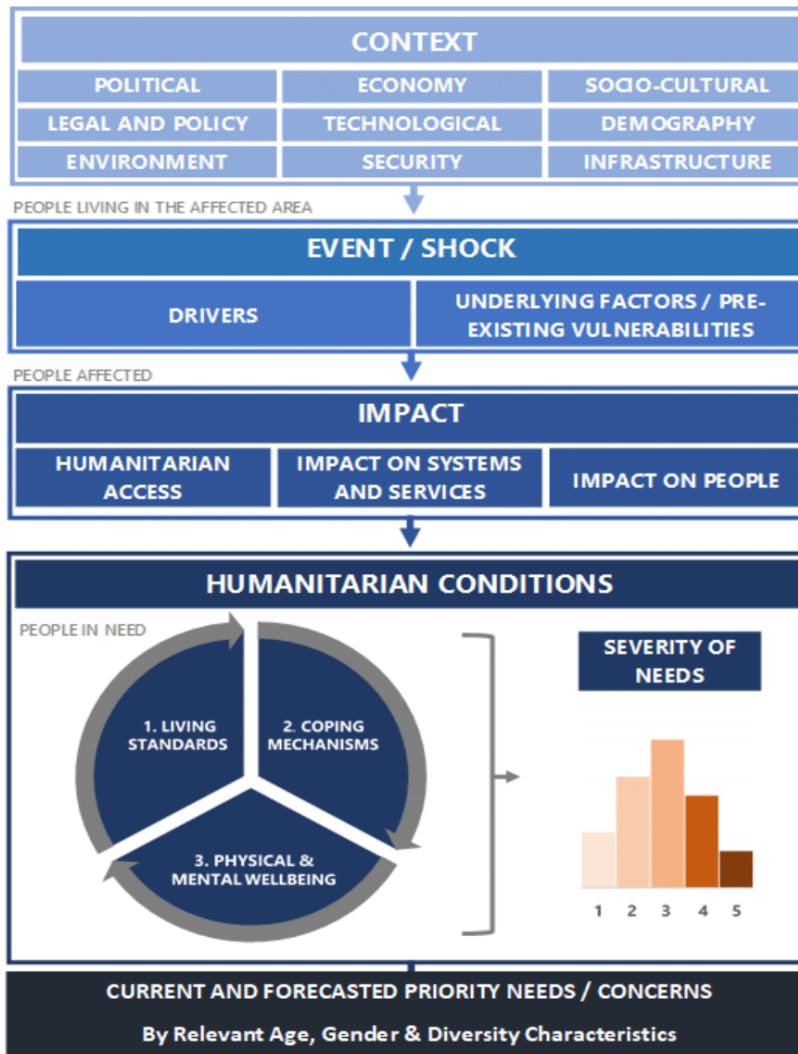 CONTEXT
POLITICAL
ECONOMY
SOCIO-CULTURAL
LEGAL AND POLICY
TECHNOLOGICAL
DEMOGRAPHY
ENVIRONMENT
SECURITY
INFRASTRUCTURE
PEOPLE LIVING IN THE AFFECTED AREA
EVENT / SHOCK
DRIVERS
UNDERLYING FACTORS / PRE-
EXISTING VULNERABILITIES
PEOPLE AFFECTED
IMPACT
HUMANITARIAN
ACCESS
IMPACT ON SYSTEMS
AND SERVICES
IMPACT ON PEOPLE
HUMANITARIAN CONDITIONS
PEOPLE IN NEED
1. LIVING
STANDARDS
2. COPING
MECHANISMS
3. PHYSICAL &
MENTAL WELLBEING
SEVERITY OF
NEEDS
1 2 3 4 5
CURRENT AND FORECASTED PRIORITY NEEDS / CONCERNS
By Relevant Age, Gender & Diversity Characteristics